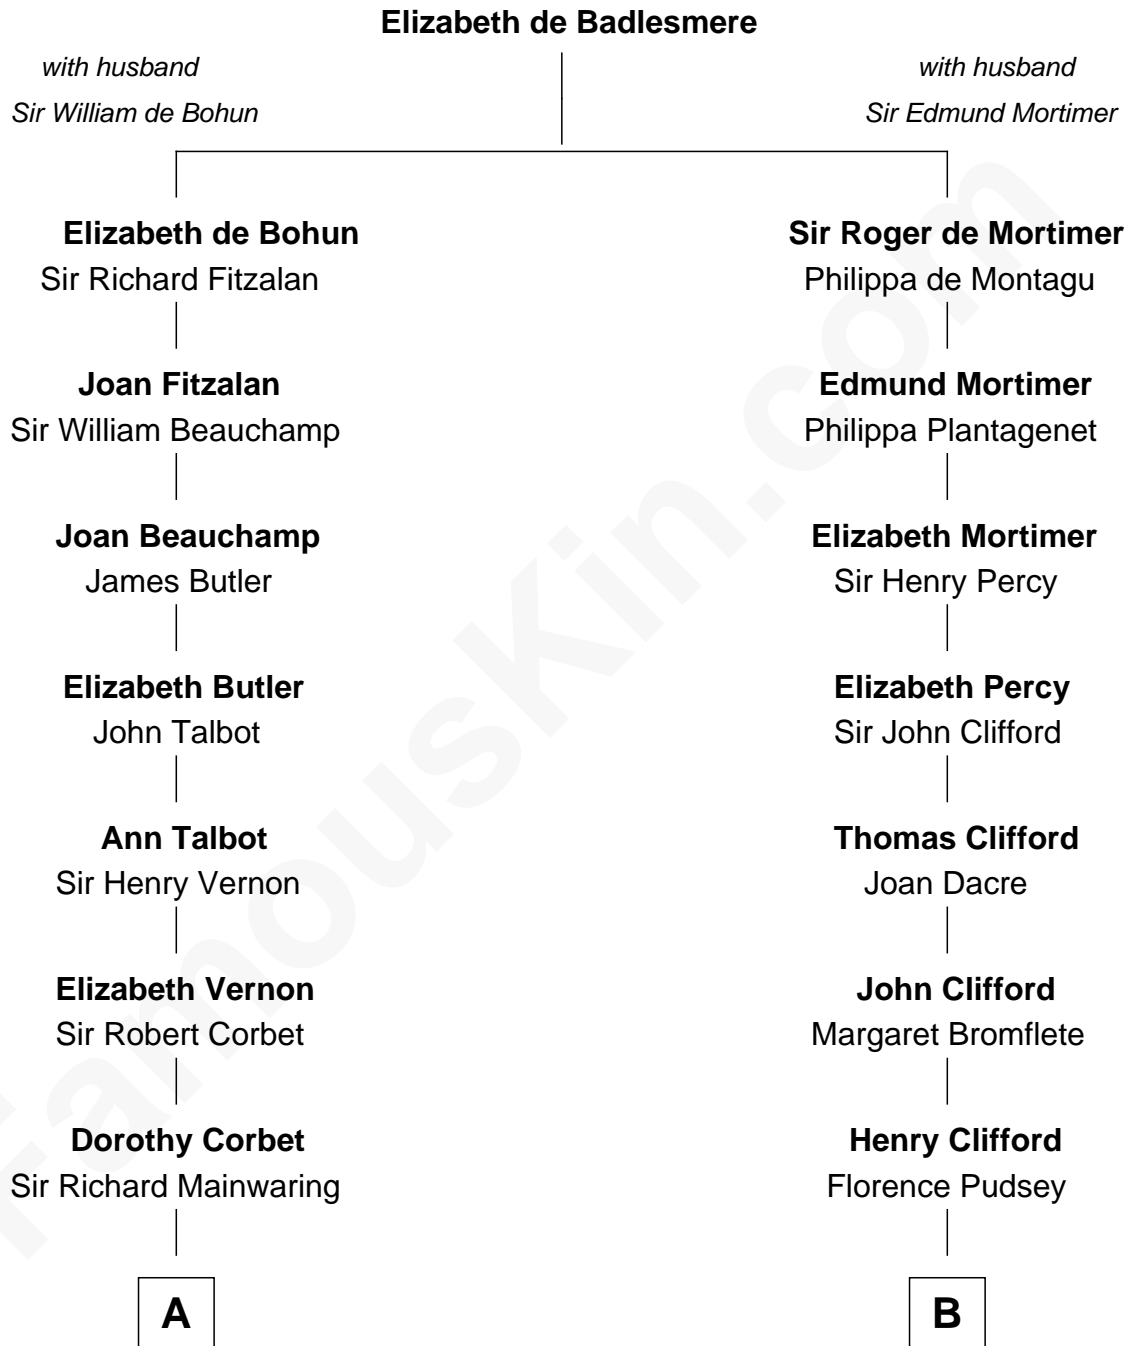 Elizabeth de Badlesmere
with husband
Sir William de Bohun
with husband
Sir Edmund Mortimer
Elizabeth de Bohun
Sir Richard Fitzalan
Sir Roger de Mortimer
Philippa de Montagu
Joan Fitzalan
Sir William Beauchamp
Edmund Mortimer
Philippa Plantagenet
Joan Beauchamp
James Butler
Elizabeth Mortimer
Sir Henry Percy
Elizabeth Butler
John Talbot
Elizabeth Percy
Sir John Clifford
Ann Talbot
Sir Henry Vernon
Thomas Clifford
Joan Dacre
Elizabeth Vernon
Sir Robert Corbet
John Clifford
Margaret Bromflete
Dorothy Corbet
Sir Richard Mainwaring
Henry Clifford
Florence Pudsey
A
B
FamousKin.com